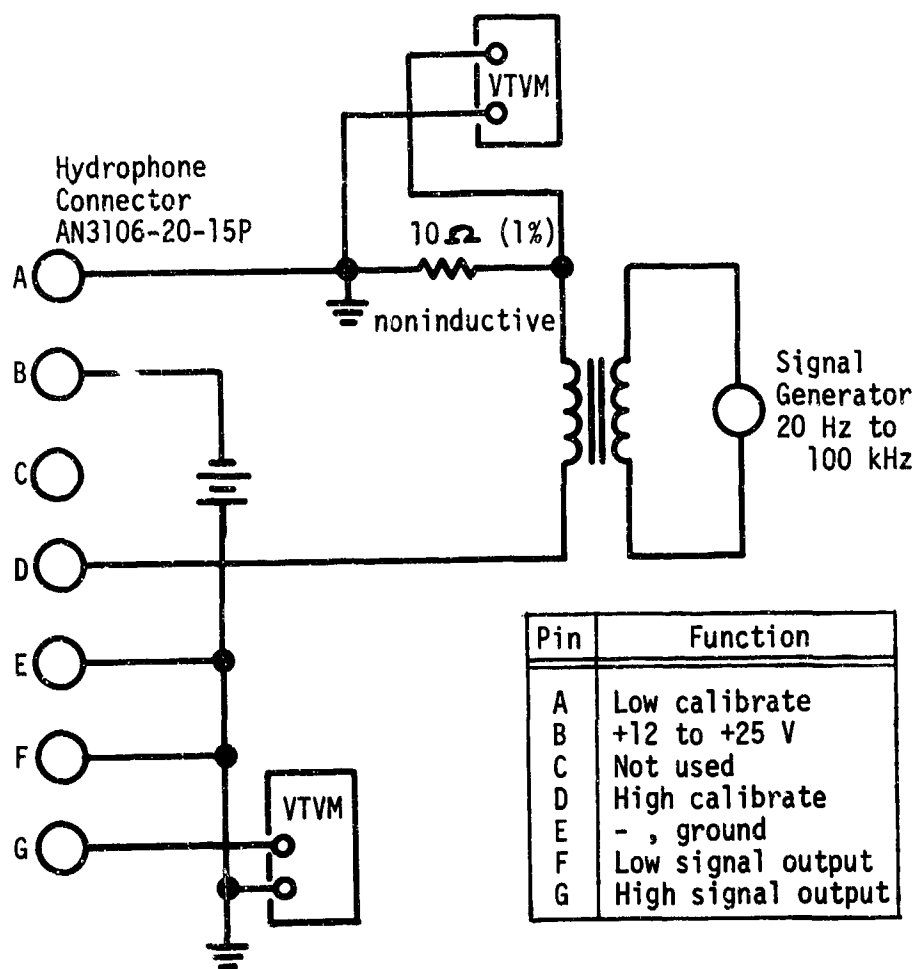 VTVM
Hydrophone
Connector
AN3106-20-15P
10Ω (1%)
noninductive
A
B
C
D
E
F
G
Signal
Generator
20 Hz to
100 kHz
VTVM
Pin Function
A Low calibrate
B +12 to +25 V
C Not used
D High calibrate
E - , ground
F Low signal output
G High signal output